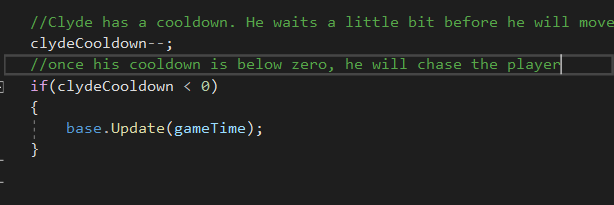 //Clyde has a cooldown. He waits a little bit before he will move
clydeCooldown--;
//once his cooldown is below zero, he will chase the player
if(clydeCooldown < 0)
{
base.Update(gameTime);
}